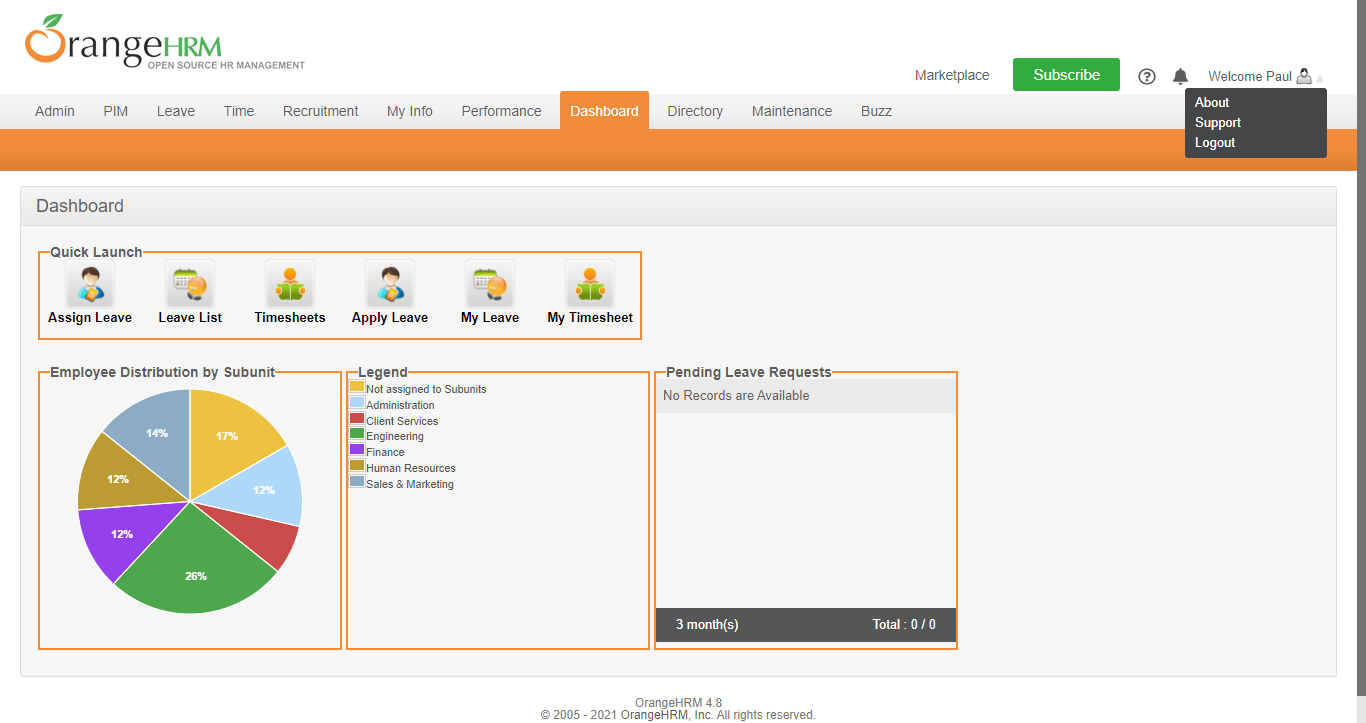 OrangeHRM
OPEN SOURCE HR MANAGEMENT
Marketplace
Subscribe
Welcome Paul
About
Support
Logout
Admin PIM Leave Time Recruitment My Info Performance Dashboard Directory Maintenance Buzz
Dashboard
Quick Launch
Assign Leave Leave List Timesheets Apply Leave My Leave My Timesheet
Employee Distribution by Subunit
17%
12%
26%
12%
12%
14%
Legend
Not assigned to Subunits
Administration
Client Services
Engineering
Finance
Human Resources
Sales & Marketing
Pending Leave Requests
No Records are Available
3 month(s) Total : 0 / 0
OrangeHRM 4.8
© 2005 - 2021 OrangeHRM, Inc. All rights reserved.